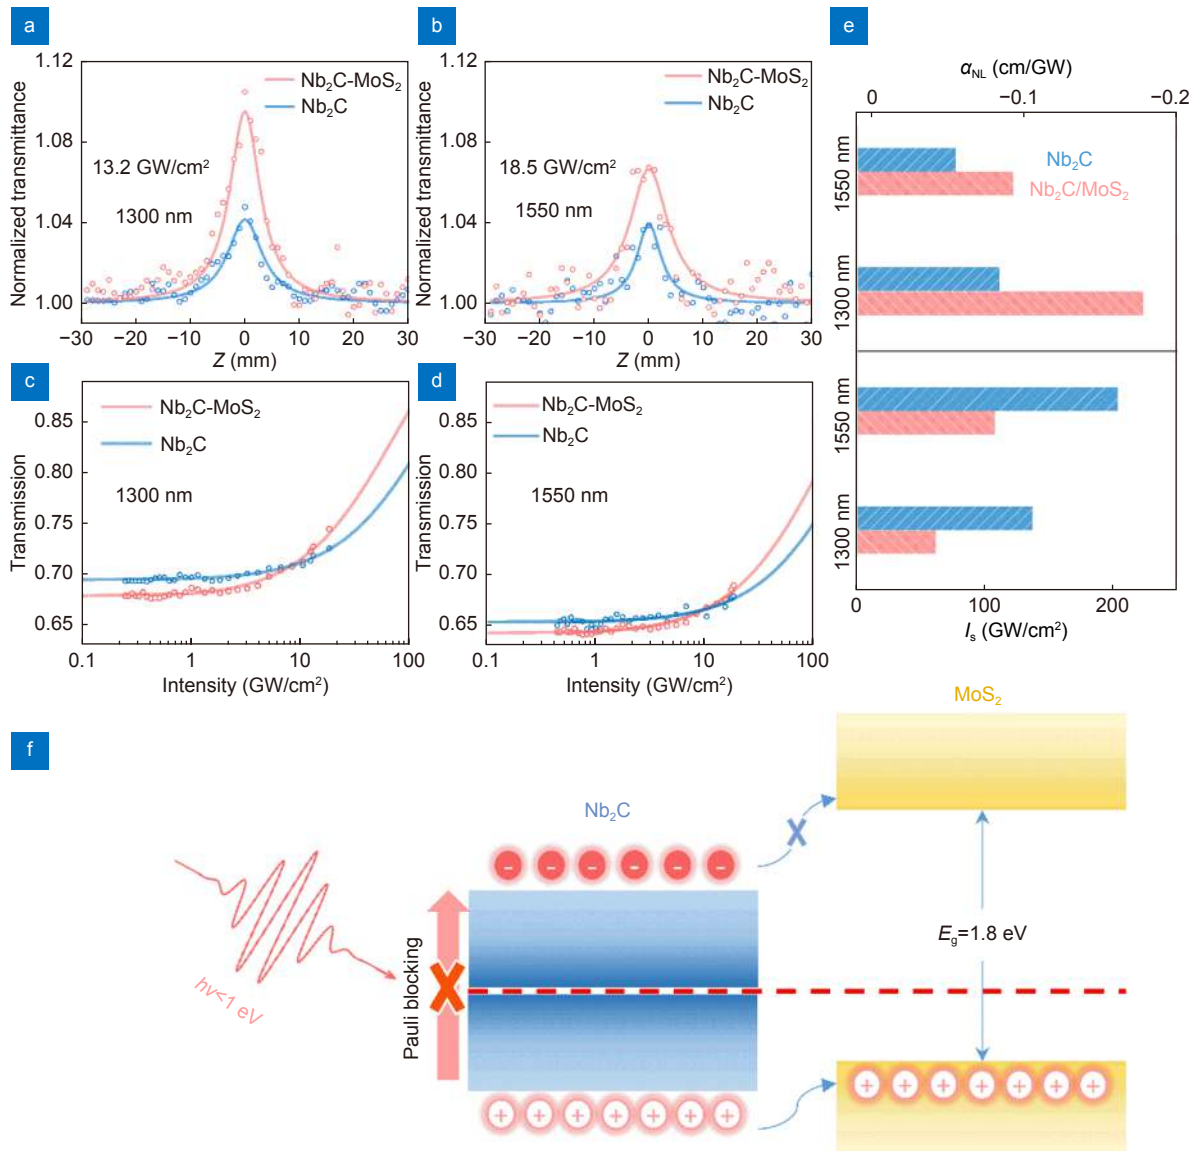 a
Normalized transmittance
1.12
1.08
1.04
1.00
Nb₂C-MoS₂
Nb₂C
13.2 GW/cm²
1300 nm
−30 −20 −10 0 10 20 30
Z (mm)
b
Normalized transmittance
1.12
1.08
1.04
1.00
Nb₂C-MoS₂
Nb₂C
18.5 GW/cm²
1550 nm
−30 −20 −10 0 10 20 30
Z (mm)
c
Transmission
0.85
0.80
0.75
0.70
0.65
Nb₂C-MoS₂
Nb₂C
1300 nm
0.1 1 10 100
Intensity (GW/cm²)
d
Transmission
0.85
0.80
0.75
0.70
0.65
Nb₂C-MoS₂
Nb₂C
1550 nm
0.1 1 10 100
Intensity (GW/cm²)
e
α_NL (cm/GW)
0 −0.1 −0.2
1550 nm
Nb₂C
Nb₂C/MoS₂
1300 nm
1550 nm
1300 nm
0 100 200
I_s (GW/cm²)
f
MoS₂
Nb₂C
- - - - - -
X
hν<1 eV
Pauli blocking
X
E_g=1.8 eV
+ + + + + + +
+ + + + + + +